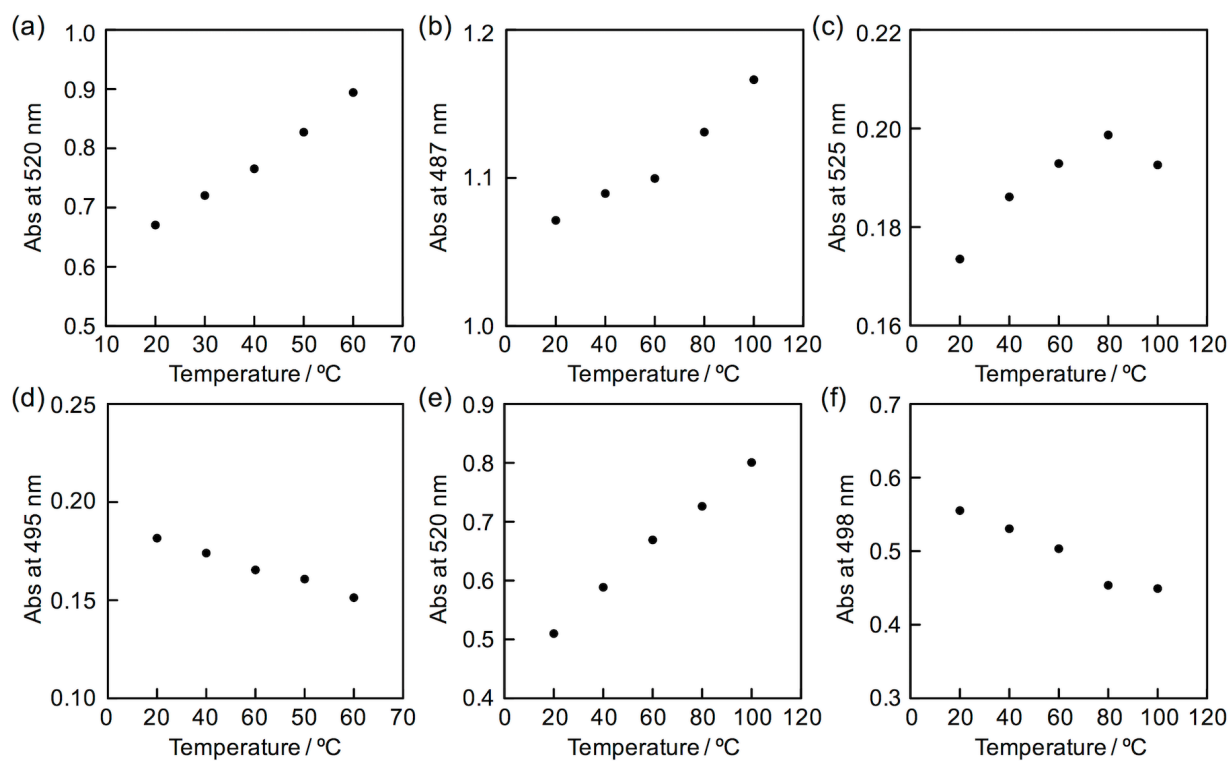 (a)
1.0
0.9
0.8
0.7
0.6
0.5
Abs at 520 nm
10 20 30 40 50 60 70
Temperature / ºC
(b)
1.2
1.1
1.0
Abs at 487 nm
0 20 40 60 80 100 120
Temperature / ºC
(c)
0.22
0.20
0.18
0.16
Abs at 525 nm
0 20 40 60 80 100 120
Temperature / ºC
(d)
0.25
0.20
0.15
0.10
Abs at 495 nm
0 20 40 50 60 70
Temperature / ºC
(e)
0.9
0.8
0.7
0.6
0.5
0.4
Abs at 520 nm
0 20 40 60 80 100 120
Temperature / ºC
(f)
0.7
0.6
0.5
0.4
0.3
Abs at 498 nm
0 20 40 60 80 100 120
Temperature / ºC